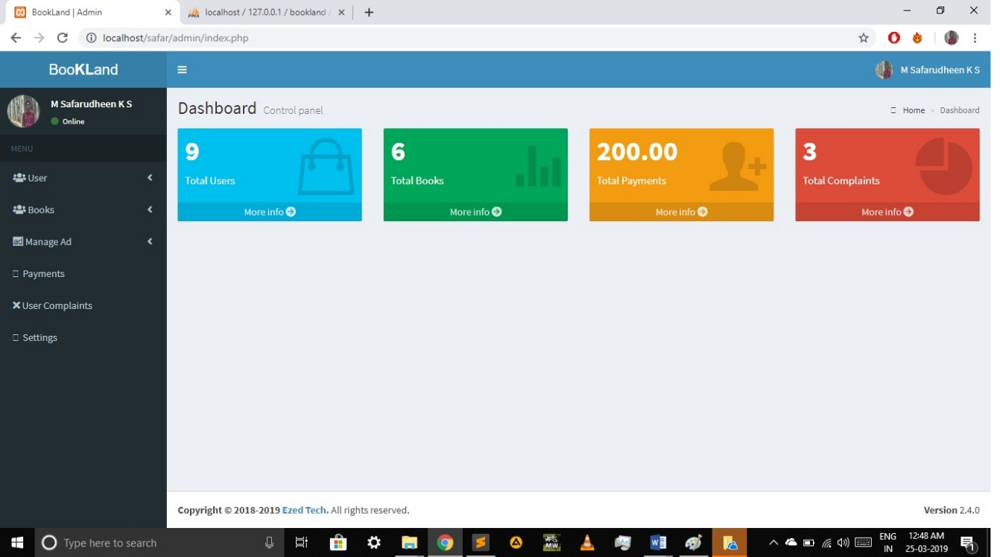 BookLand | Admin
localhost / 127.0.0.1 / bookland /
localhost/safar/admin/index.php
BooKLand
M Safarudheen K S
M Safarudheen K S
Online
Dashboard Control panel
Home > Dashboard
MENU
User
Books
Manage Ad
Payments
User Complaints
Settings
9
Total Users
More info
6
Total Books
More info
200.00
Total Payments
More info
3
Total Complaints
More info
Copyright © 2018-2019 Ezed Tech. All rights reserved.
Version 2.4.0
Type here to search
ENG
IN
12:48 AM
25-03-2019